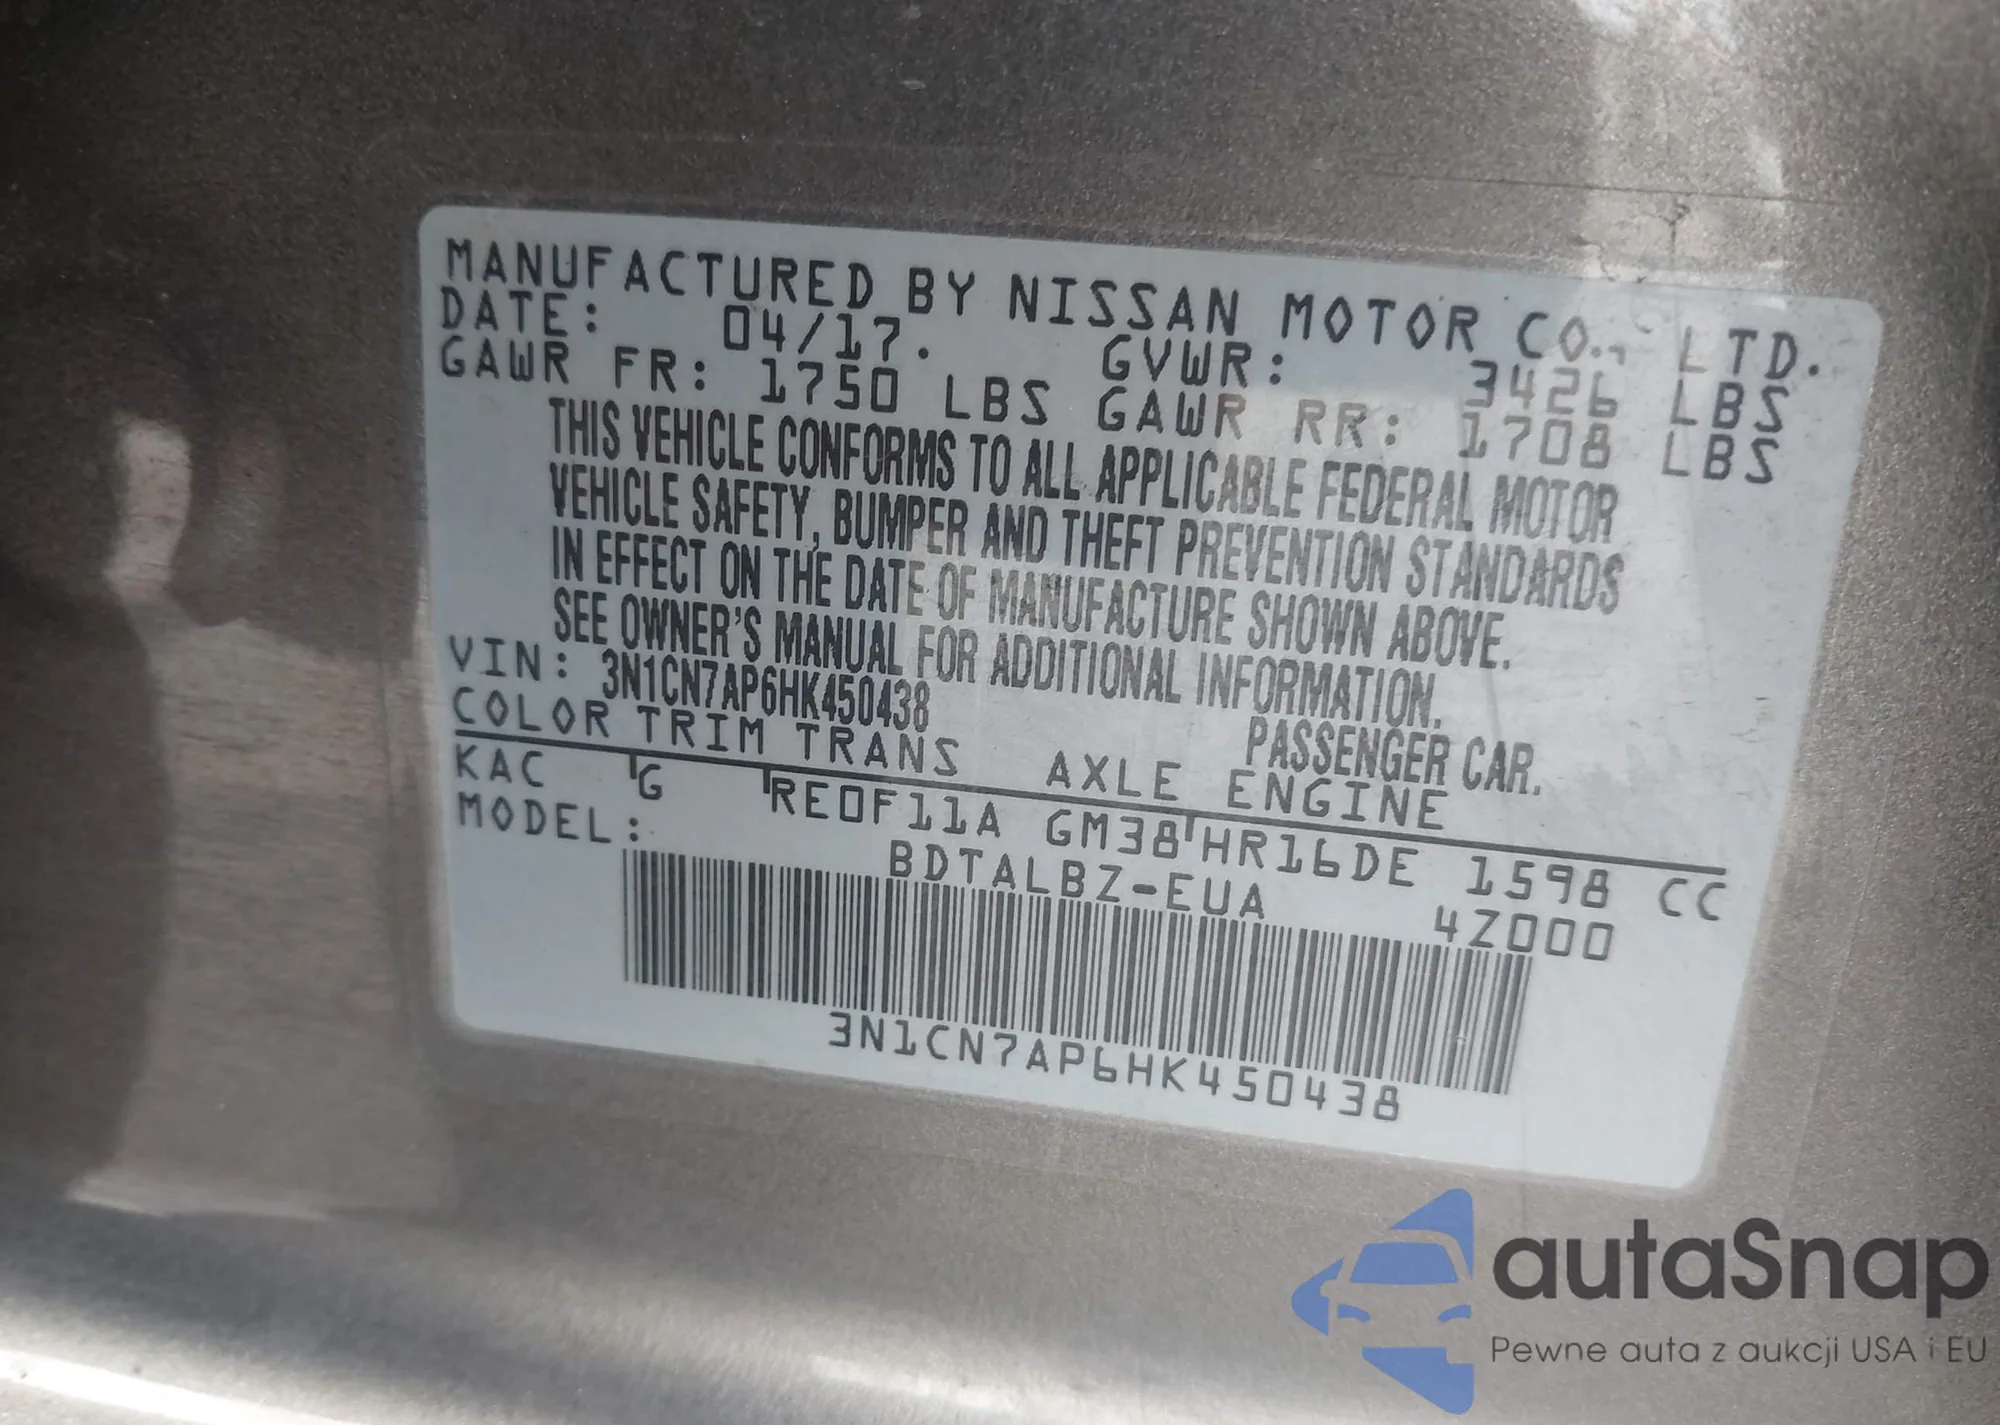 MANUFACTURED BY NISSAN MOTOR CO., LTD.
DATE: 04/17. GVWR: 3426 LBS
GAWR FR: 1750 LBS GAWR RR: 1708 LBS
THIS VEHICLE CONFORMS TO ALL APPLICABLE FEDERAL MOTOR
VEHICLE SAFETY, BUMPER AND THEFT PREVENTION STANDARDS
IN EFFECT ON THE DATE OF MANUFACTURE SHOWN ABOVE.
SEE OWNER'S MANUAL FOR ADDITIONAL INFORMATION.
VIN: 3N1CN7AP6HK450438 PASSENGER CAR.
COLOR TRIM TRANS AXLE ENGINE
KAC G RE0F11A GM38 HR16DE 1598 CC
MODEL: BDTALBZ-EUA 4Z000
3N1CN7AP6HK450438
autaSnap
Pewne auta z aukcji USA i EU